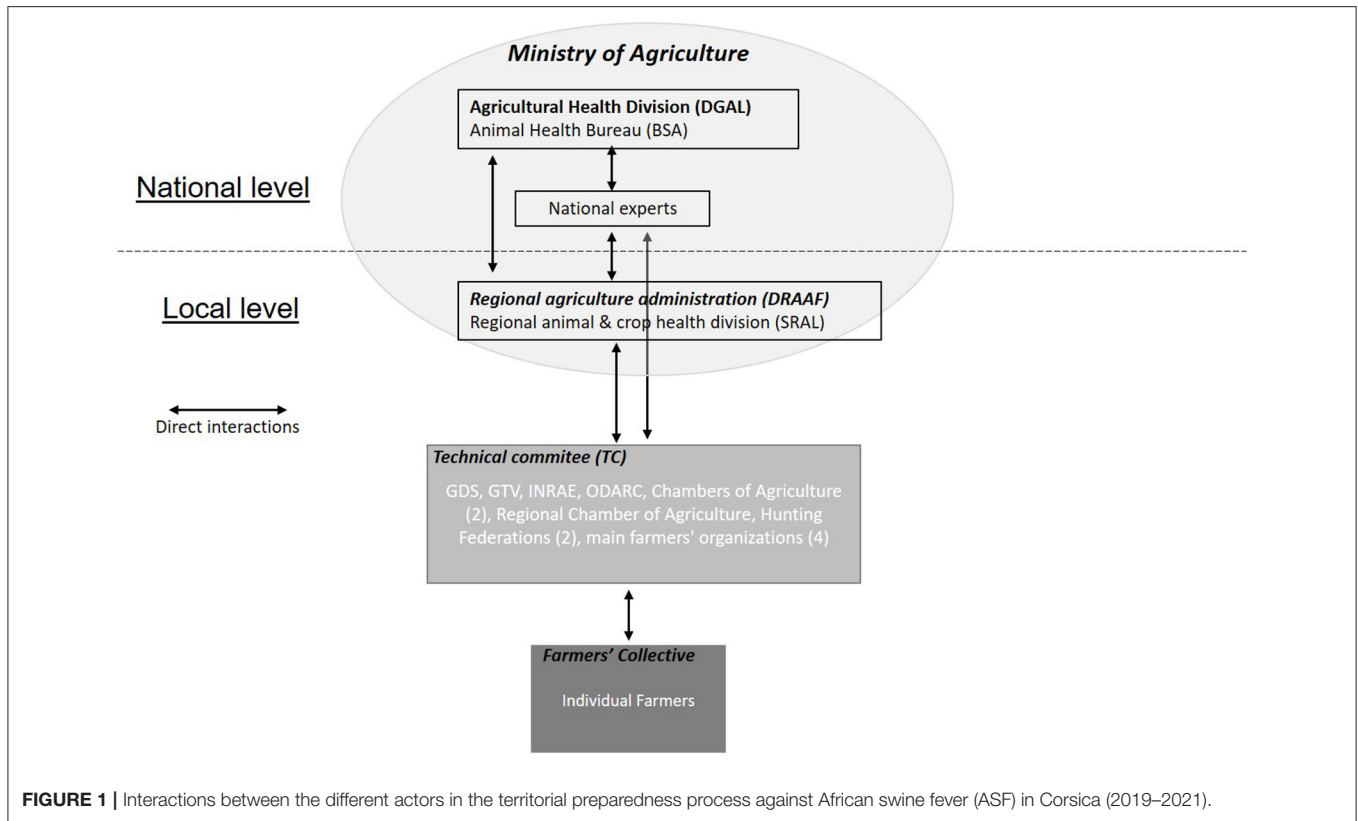 Ministry of Agriculture
Agricultural Health Division (DGAL)
Animal Health Bureau (BSA)
National level
National experts
Local level
Regional agriculture administration (DRAAF)
Regional animal & crop health division (SRAL)
Direct interactions
Technical commitee (TC)
GDS, GTV, INRAE, ODARC, Chambers of Agriculture
(2), Regional Chamber of Agriculture, Hunting
Federations (2), main farmers' organizations (4)
Farmers' Collective
Individual Farmers
FIGURE 1 | Interactions between the different actors in the territorial preparedness process against African swine fever (ASF) in Corsica (2019–2021).